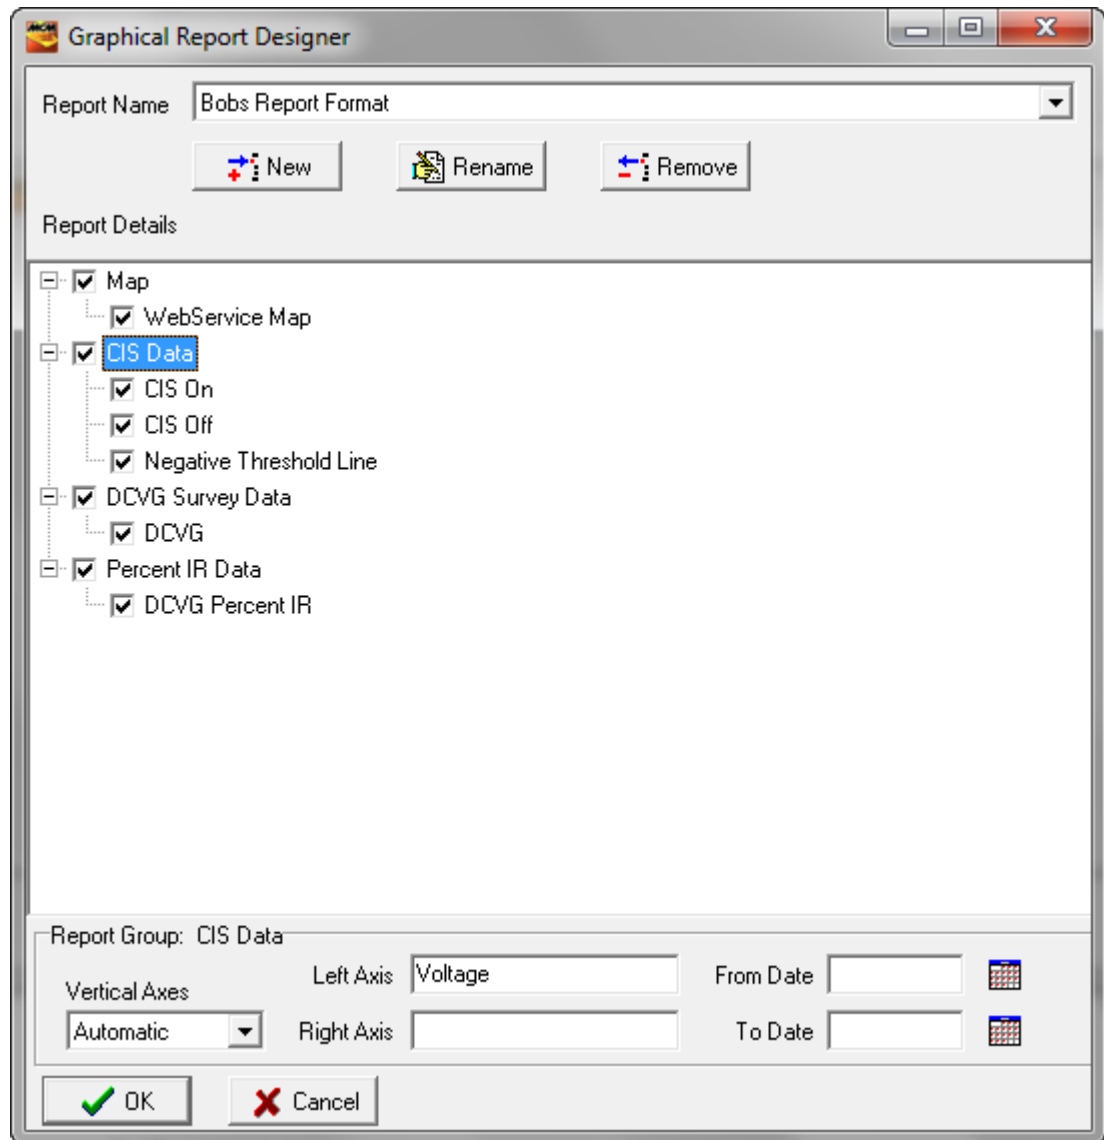 MCM
Graphical Report Designer
Report Name Bobs Report Format
New Rename Remove
Report Details
Map
WebService Map
CIS Data
CIS On
CIS Off
Negative Threshold Line
DCVG Survey Data
DCVG
Percent IR Data
DCVG Percent IR
Report Group: CIS Data
Left Axis Voltage From Date
Vertical Axes
Automatic Right Axis To Date
OK Cancel